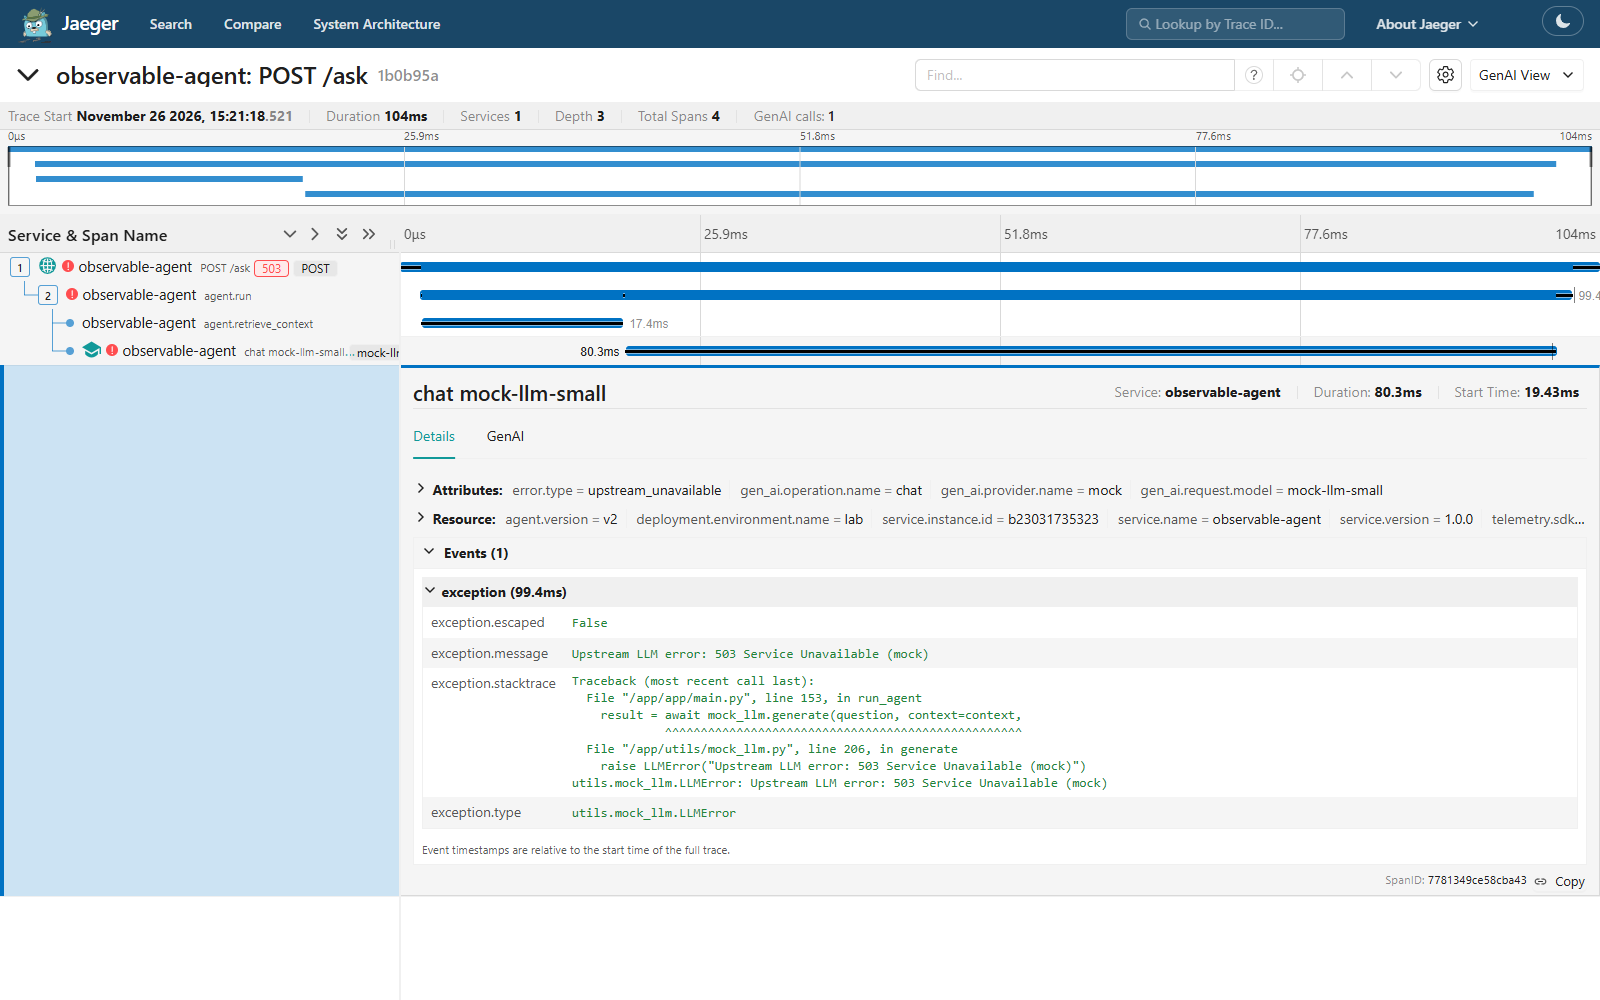 Jaeger Search Compare System Architecture Lookup by Trace ID... About Jaeger
observable-agent: POST /ask 1b0b95a Find... ? GenAI View
Trace Start November 26 2026, 15:21:18.521 Duration 104ms Services 1 Depth 3 Total Spans 4 GenAI calls: 1
0μs 25.9ms 51.8ms 77.6ms 104ms
Service & Span Name 0μs 25.9ms 51.8ms 77.6ms 104ms
1 observable-agent POST /ask 503 POST
2 observable-agent agent.run 99.4
observable-agent agent.retrieve_context 17.4ms
observable-agent chat mock-llm-small... mock-llm 80.3ms
chat mock-llm-small Service: observable-agent Duration: 80.3ms Start Time: 19.43ms
Details GenAI
Attributes: error.type = upstream_unavailable gen_ai.operation.name = chat gen_ai.provider.name = mock gen_ai.request.model = mock-llm-small
Resource: agent.version = v2 deployment.environment.name = lab service.instance.id = b23031735323 service.name = observable-agent service.version = 1.0.0 telemetry.sdk...
Events (1)
exception (99.4ms)
exception.escaped False
exception.message Upstream LLM error: 503 Service Unavailable (mock)
exception.stacktrace Traceback (most recent call last):
File "/app/app/main.py", line 153, in run_agent
result = await mock_llm.generate(question, context=context,
^^^^^^^^^^^^^^^^^^^^^^^^^^^^^^^^^^^^^^^^^^^^^^^^^^
File "/app/utils/mock_llm.py", line 206, in generate
raise LLMError("Upstream LLM error: 503 Service Unavailable (mock)")
utils.mock_llm.LLMError: Upstream LLM error: 503 Service Unavailable (mock)
exception.type utils.mock_llm.LLMError
Event timestamps are relative to the start time of the full trace.
SpanID: 7781349ce58cba43 Copy